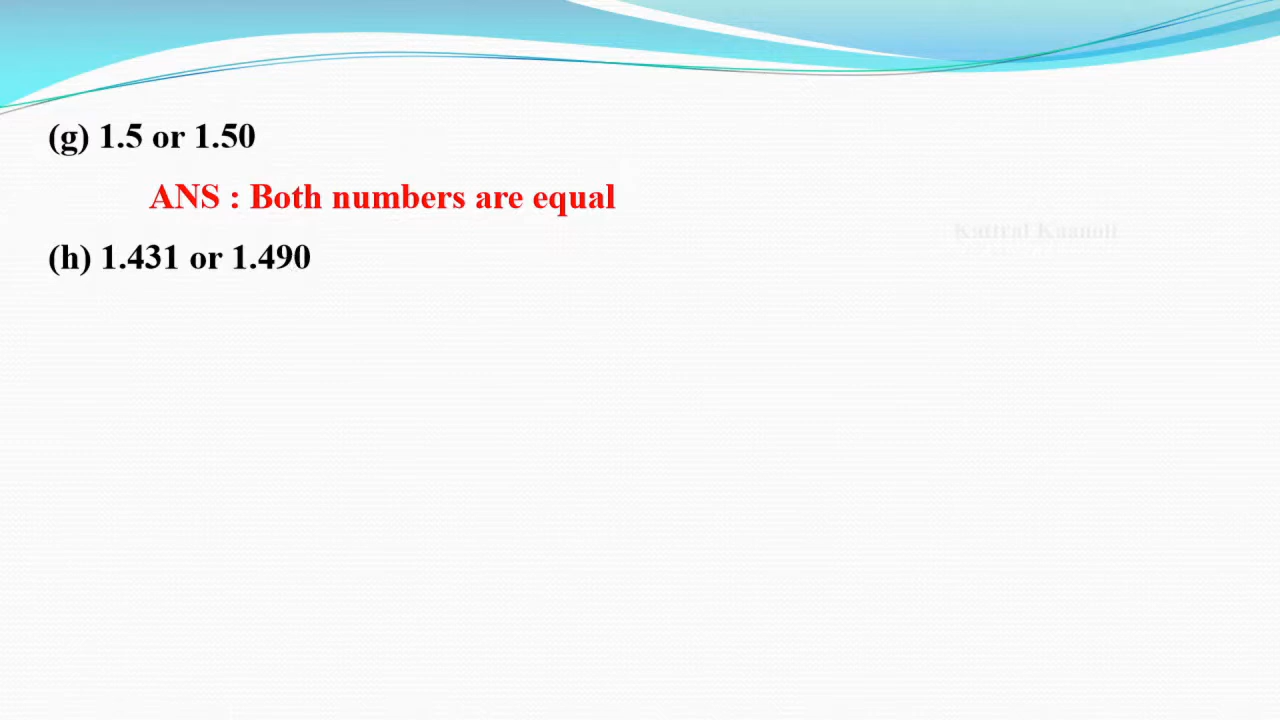 (g) 1.5 or 1.50
ANS : Both numbers are equal
(h) 1.431 or 1.490